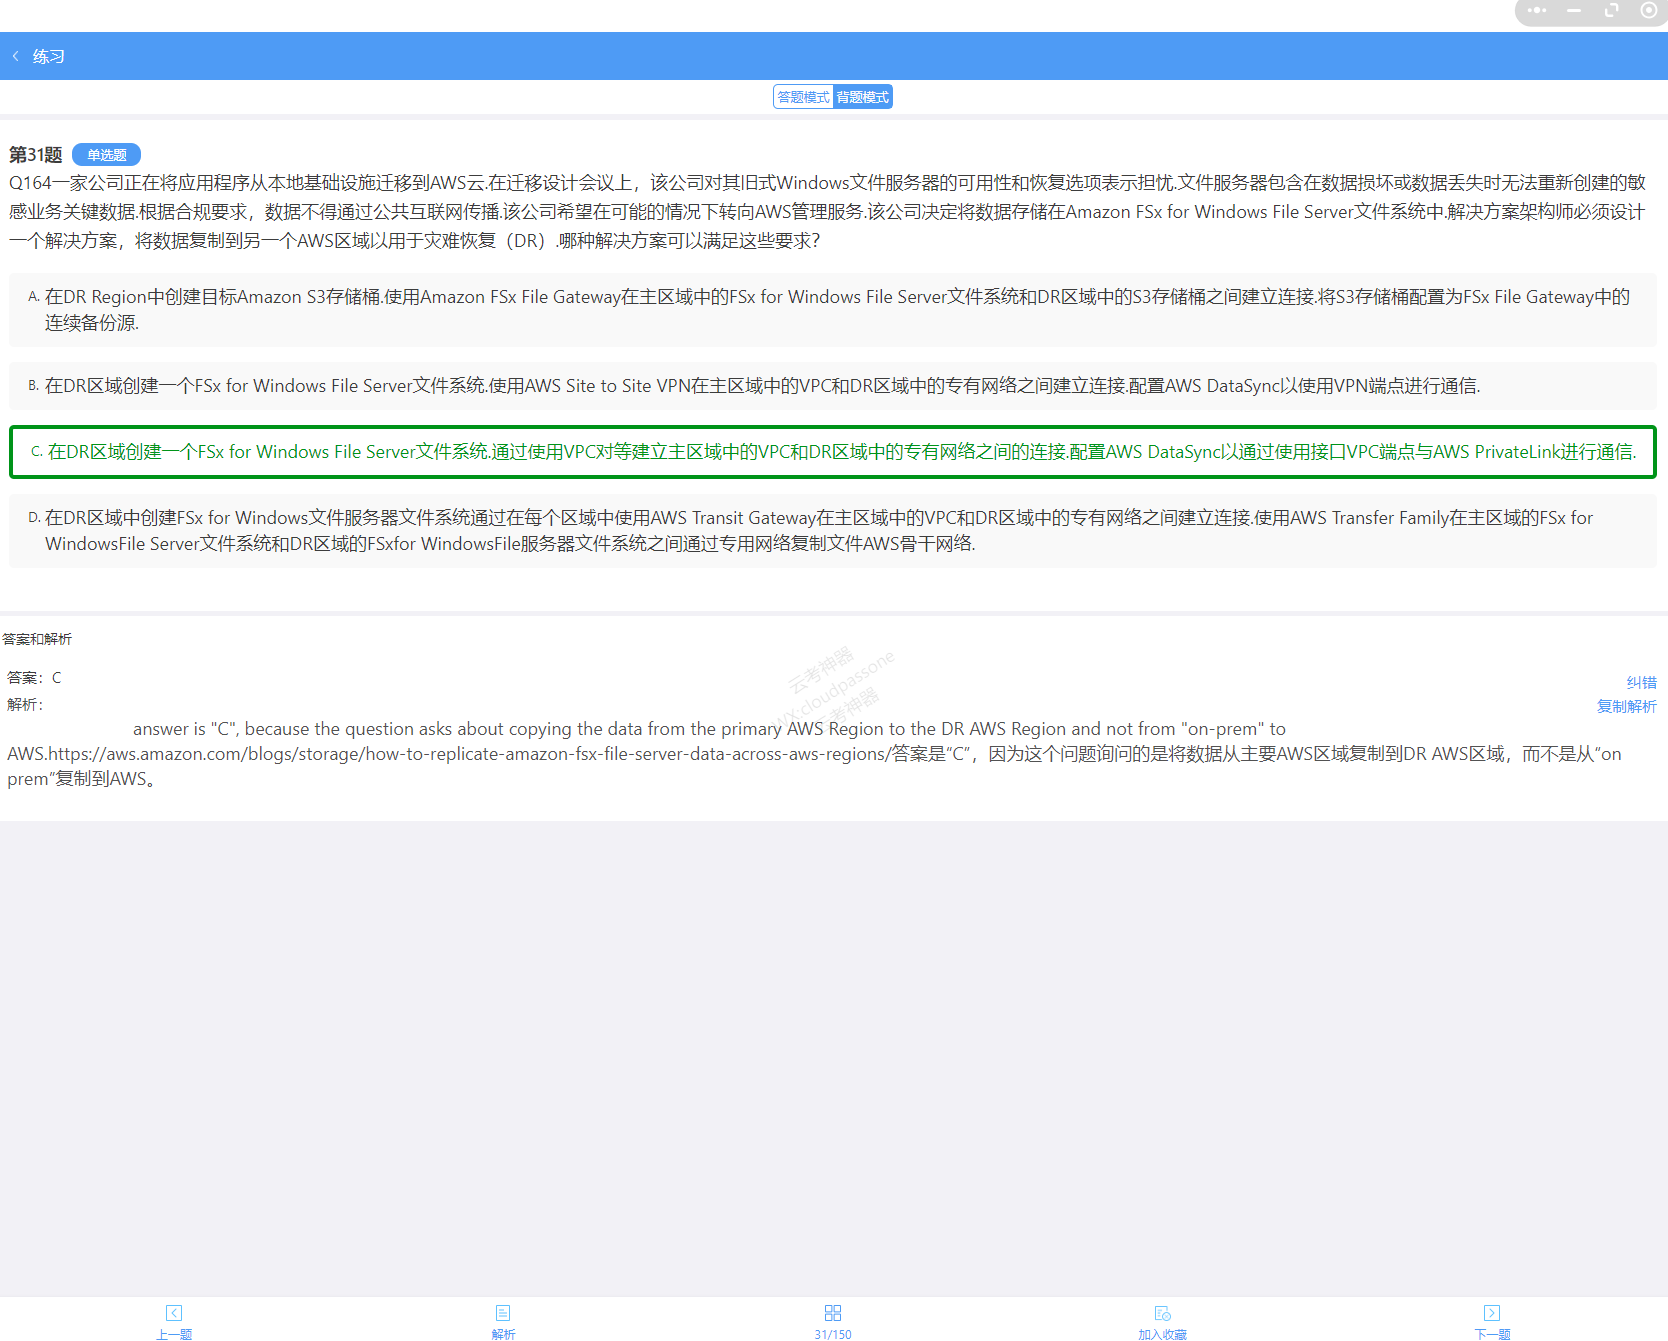 练习
答题模式 背题模式
第31题 单选题
Q164一家公司正在将应用程序从本地基础设施迁移到AWS云.在迁移设计会议上，该公司对其旧式Windows文件服务器的可用性和恢复选项表示担忧.文件服务器包含在数据损坏或数据丢失时无法重新创建的敏
感业务关键数据.根据合规要求，数据不得通过公共互联网传播.该公司希望在可能的情况下转向AWS管理服务.该公司决定将数据存储在Amazon FSx for Windows File Server文件系统中.解决方案架构师必须设计
一个解决方案，将数据复制到另一个AWS区域以用于灾难恢复（DR）.哪种解决方案可以满足这些要求？
A. 在DR Region中创建目标Amazon S3存储桶.使用Amazon FSx File Gateway在主区域中的FSx for Windows File Server文件系统和DR区域中的S3存储桶之间建立连接.将S3存储桶配置为FSx File Gateway中的
连续备份源.
B. 在DR区域创建一个FSx for Windows File Server文件系统.使用AWS Site to Site VPN在主区域中的VPC和DR区域中的专有网络之间建立连接.配置AWS DataSync以使用VPN端点进行通信.
C. 在DR区域创建一个FSx for Windows File Server文件系统.通过使用VPC对等建立主区域中的VPC和DR区域中的专有网络之间的连接.配置AWS DataSync以通过使用接口VPC端点与AWS PrivateLink进行通信.
D. 在DR区域中创建FSx for Windows文件服务器文件系统通过在每个区域中使用AWS Transit Gateway在主区域中的VPC和DR区域中的专有网络之间建立连接.使用AWS Transfer Family在主区域的FSx for
WindowsFile Server文件系统和DR区域的FSxfor WindowsFile服务器文件系统之间通过专用网络复制文件AWS骨干网络.
答案和解析
答案：C
纠错
解析：
复制解析
云考神器
WX:cloudpassone
云考神器
answer is "C", because the question asks about copying the data from the primary AWS Region to the DR AWS Region and not from "on-prem" to
AWS.https://aws.amazon.com/blogs/storage/how-to-replicate-amazon-fsx-file-server-data-across-aws-regions/答案是“C”，因为这个问题询问的是将数据从主要AWS区域复制到DR AWS区域，而不是从“on
prem”复制到AWS。
上一题 解析 31/150 加入收藏 下一题